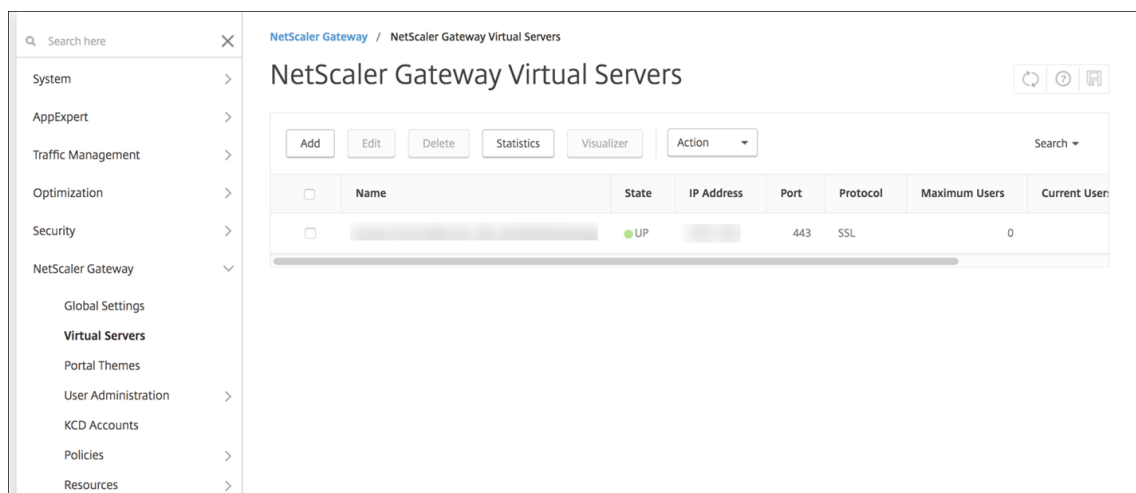 Search here
System
AppExpert
Traffic Management
Optimization
Security
NetScaler Gateway
Global Settings
Virtual Servers
Portal Themes
User Administration
KCD Accounts
Policies
Resources
NetScaler Gateway / NetScaler Gateway Virtual Servers
NetScaler Gateway Virtual Servers
Add Edit Delete Statistics Visualizer Action Search
Name State IP Address Port Protocol Maximum Users Current Users
UP 443 SSL 0